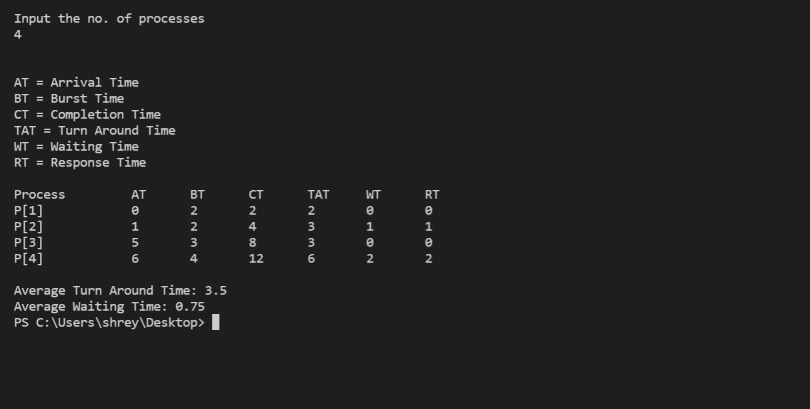 Input the no. of processes
4
AT = Arrival Time
BT = Burst Time
CT = Completion Time
TAT = Turn Around Time
WT = Waiting Time
RT = Response Time
Process AT BT CT TAT WT RT
P[1] 0 2 2 2 0 0
P[2] 1 2 4 3 1 1
P[3] 5 3 8 3 0 0
P[4] 6 4 12 6 2 2
Average Turn Around Time: 3.5
Average Waiting Time: 0.75
PS C:\Users\shrey\Desktop>